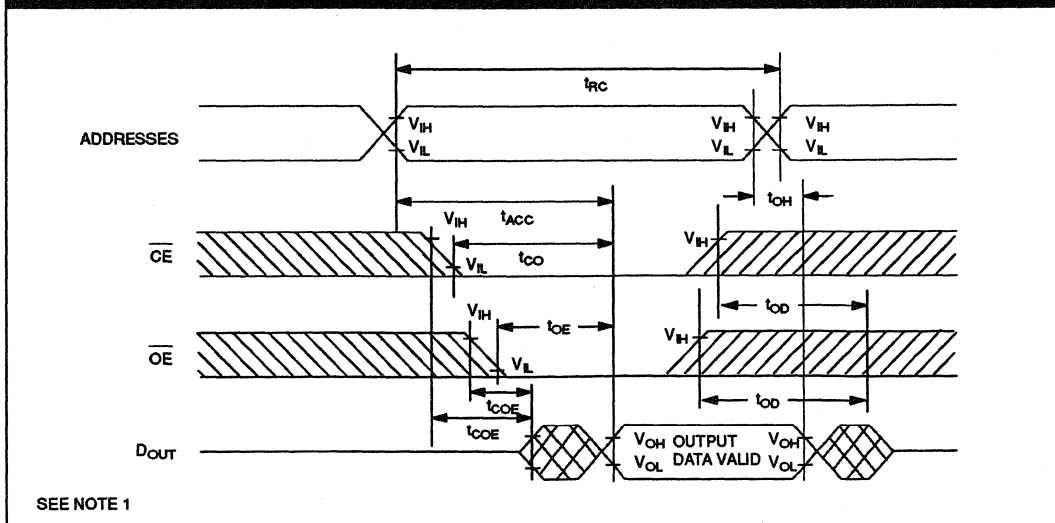 tRC
ADDRESSES
VIH
VIL
VIH
VIL
VIH
VIL
tOH
tACC
CE
VIH
VIL
tCO
VIH
tOD
OE
VIH
VIL
tOE
VIH
tOD
tCOE
tCOE
DOUT
VOH OUTPUT VOH
VOL DATA VALID VOL
SEE NOTE 1